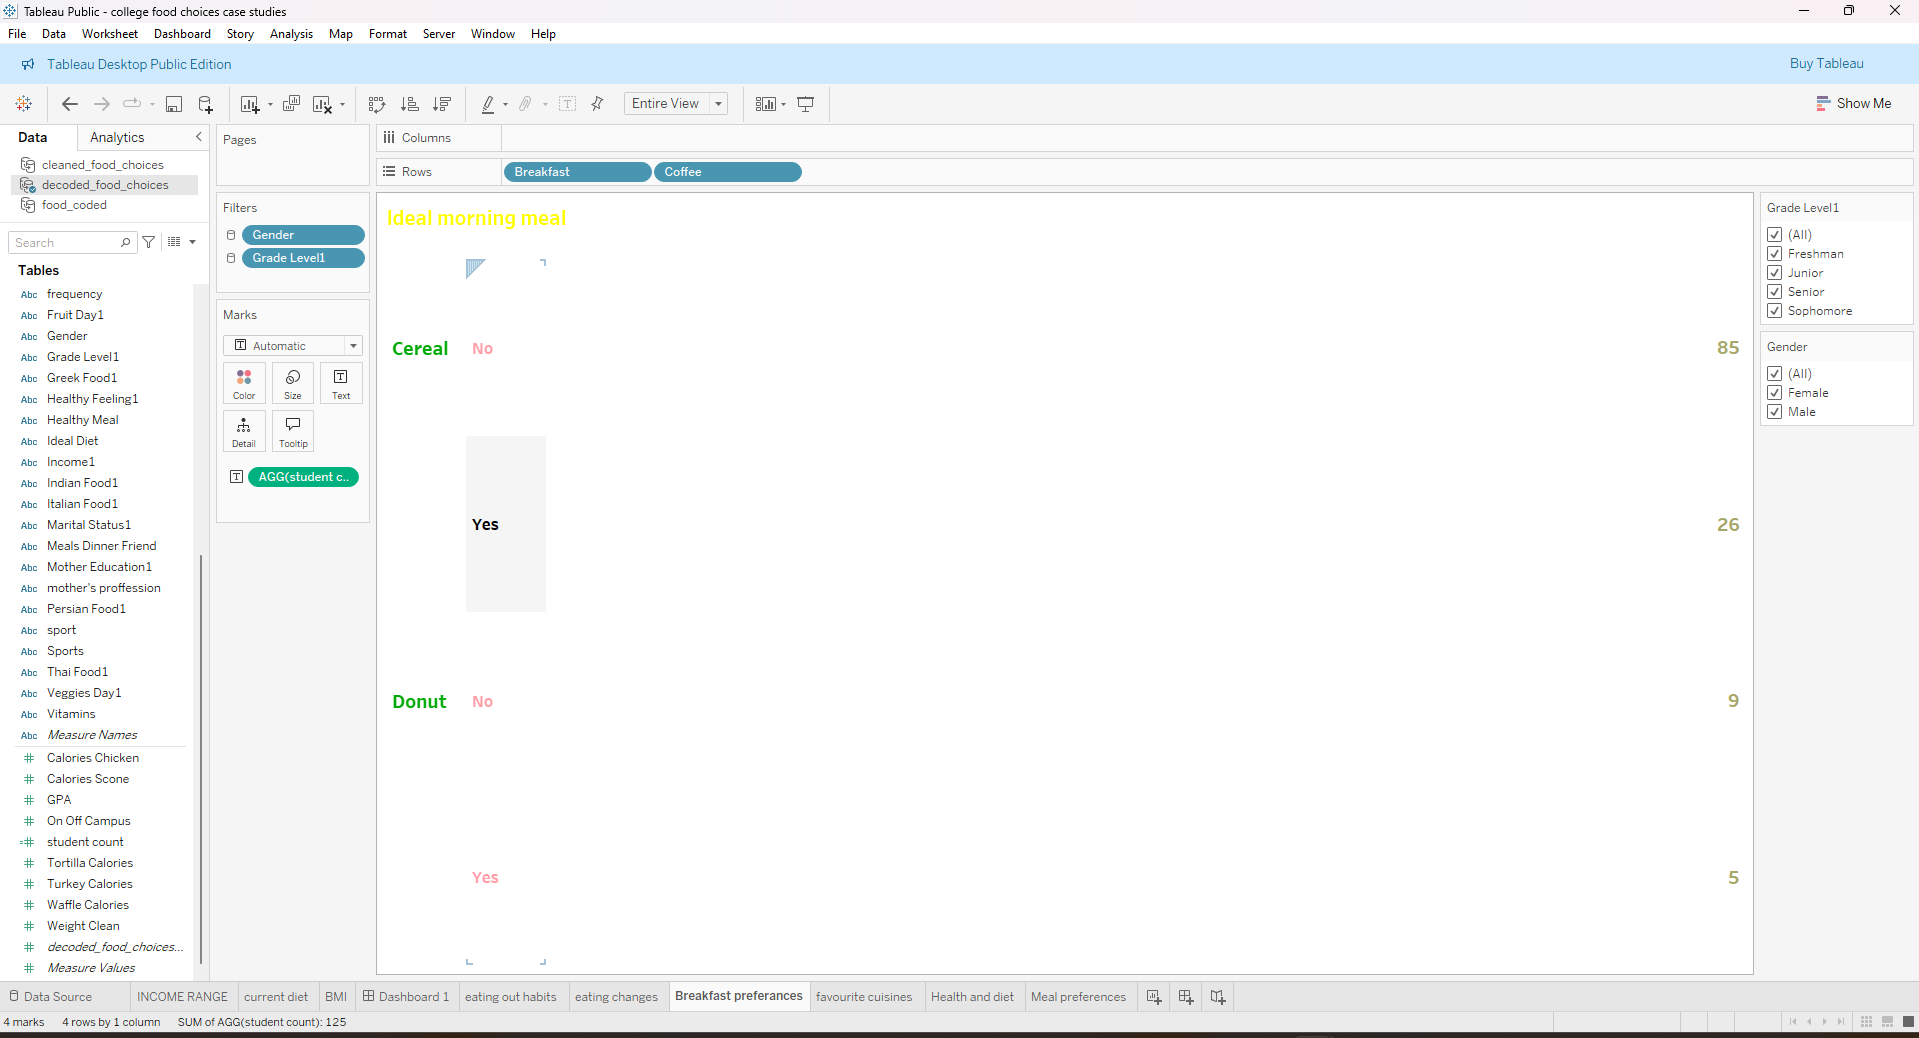 Tableau Public - college food choices case studies
File Data Worksheet Dashboard Story Analysis Map Format Server Window Help
Tableau Desktop Public Edition
Buy Tableau
Entire View
Show Me
Data
Analytics
cleaned_food_choices
decoded_food_choices
food_coded
Search
Tables
Abc frequency
Abc Fruit Day1
Abc Gender
Abc Grade Level1
Abc Greek Food1
Abc Healthy Feeling1
Abc Healthy Meal
Abc Ideal Diet
Abc Income1
Abc Indian Food1
Abc Italian Food1
Abc Marital Status1
Abc Meals Dinner Friend
Abc Mother Education1
Abc mother's proffession
Abc Persian Food1
Abc sport
Abc Sports
Abc Thai Food1
Abc Veggies Day1
Abc Vitamins
Abc Measure Names
# Calories Chicken
# Calories Scone
# GPA
# On Off Campus
=# student count
# Tortilla Calories
# Turkey Calories
# Waffle Calories
# Weight Clean
# decoded_food_choices...
# Measure Values
Pages
Filters
Gender
Grade Level1
Marks
T Automatic
Color
Size
T Text
Detail
Tooltip
T AGG(student c..
Columns
Rows
Breakfast
Coffee
Ideal morning meal
Cereal No 85
Yes 26
Donut No 9
Yes 5
Grade Level1
(All)
Freshman
Junior
Senior
Sophomore
Gender
(All)
Female
Male
Data Source
INCOME RANGE
current diet
BMI
Dashboard 1
eating out habits
eating changes
Breakfast preferances
favourite cuisines
Health and diet
Meal preferences
4 marks 4 rows by 1 column SUM of AGG(student count): 125